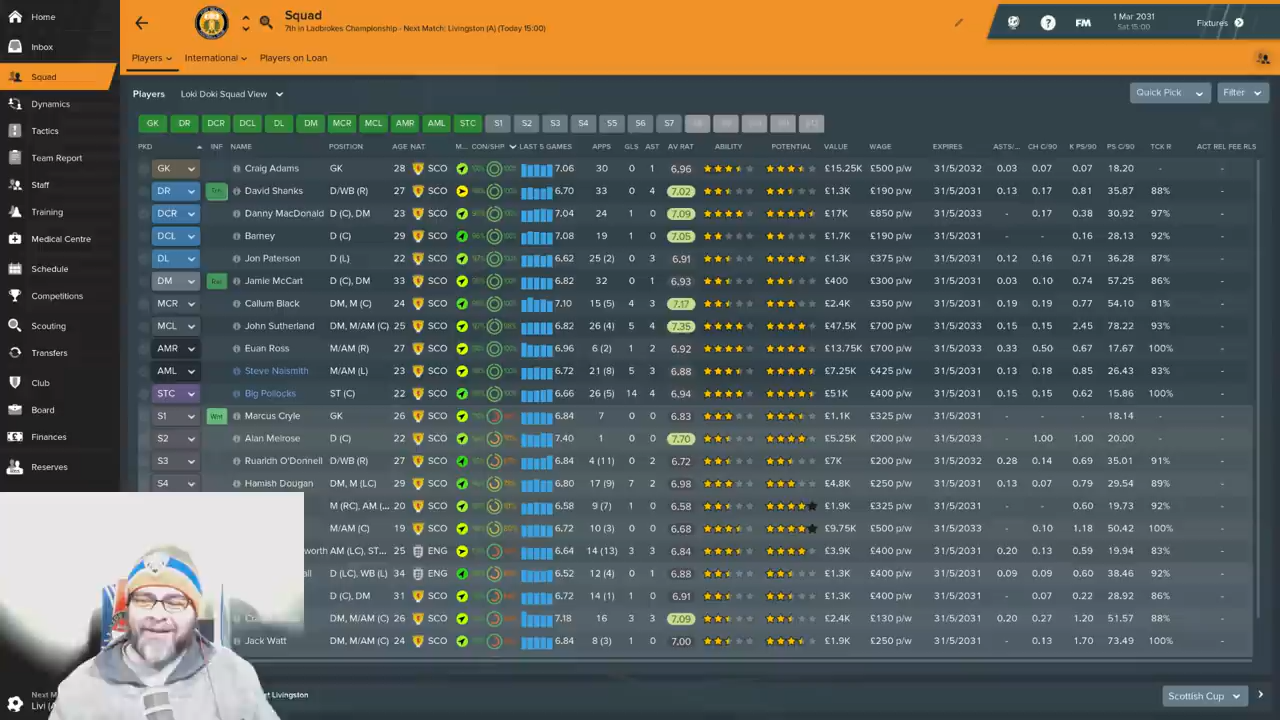 Home
Inbox
Squad
Dynamics
Tactics
Team Report
Staff
Training
Medical Centre
Schedule
Competitions
Scouting
Transfers
Club
Board
Finances
Reserves
Squad
7th in Ladbrokes Championship - Next Match: Livingston (A) (Today 15:00)
FM
1 Mar 2031
Sat 15:00
Fixtures
Players
International
Players on Loan
Players
Loki Doki Squad View
Quick Pick
Filter
GK DR DCR DCL DL DM MCR MCL AMR AML STC S1 S2 S3 S4 S5 S6 S7
PKD INF NAME POSITION AGE NAT M... CON/SHP LAST 5 GAMES APPS GLS AST AV RAT ABILITY POTENTIAL VALUE WAGE EXPIRES ASTS/... CH C/90 K PS/90 PS C/90 TCK R ACT REL FEE RLS
GK Craig Adams GK 28 SCO 7.06 30 0 1 6.96 £15.25K £500 p/w 31/5/2032 0.03 0.07 0.07 18.20 -
DR David Shanks D/WB (R) 27 SCO 6.70 33 0 4 7.02 £1.3K £190 p/w 31/5/2031 0.13 0.17 0.81 35.87 88% -
DCR Danny MacDonald D (C), DM 23 SCO 7.04 24 1 0 7.09 £17K £850 p/w 31/5/2033 - 0.17 0.38 30.92 97% -
DCL Barney D (C) 29 SCO 7.08 19 1 0 7.05 £1.7K £190 p/w 31/5/2031 - - 0.16 28.13 92% -
DL Jon Paterson D (L) 22 SCO 6.62 25 (2) 0 3 6.91 £1.3K £375 p/w 31/5/2031 0.12 0.16 0.71 36.28 87% -
DM Rec Jamie McCart D (C), DM 33 SCO 6.82 32 0 1 6.93 £400 £300 p/w 31/5/2031 0.03 0.10 0.74 57.25 86% -
MCR Callum Black DM, M (C) 24 SCO 7.10 15 (5) 4 3 7.17 £2.4K £350 p/w 31/5/2031 0.19 0.19 0.77 54.10 81% -
MCL John Sutherland DM, M/AM (C) 25 SCO 6.82 26 (4) 5 4 7.35 £47.5K £700 p/w 31/5/2033 0.15 0.15 2.45 78.22 93% -
AMR Euan Ross M/AM (R) 27 SCO 6.96 6 (2) 1 2 6.92 £13.75K £700 p/w 31/5/2033 0.33 0.50 0.67 17.67 100% -
AML Steve Naismith M/AM (L) 23 SCO 6.72 21 (8) 5 3 6.88 £7.25K £425 p/w 31/5/2031 0.13 0.18 0.85 26.43 83% -
STC Big Pollocks ST (C) 22 SCO 6.66 26 (5) 14 4 6.94 £51K £400 p/w 31/5/2031 0.15 0.15 0.62 15.86 100% -
S1 Wnt Marcus Cryle GK 26 SCO 6.84 7 0 0 6.83 £1.1K £325 p/w 31/5/2031 - - - 18.14 -
S2 Alan Melrose D (C) 22 SCO 7.40 1 0 0 7.70 £5.25K £200 p/w 31/5/2033 - 1.00 1.00 20.00 - -
S3 Ruaridh O'Donnell D/WB (R) 27 SCO 6.84 4 (11) 0 2 6.72 £7K £200 p/w 31/5/2032 0.28 0.14 0.69 35.01 91% -
S4 Hamish Dougan DM, M (LC) 29 SCO 6.80 17 (9) 7 2 6.98 £4.8K £250 p/w 31/5/2031 0.13 0.07 0.79 29.54 89% -
M (RC), AM (... 20 SCO 6.58 9 (7) 1 0 6.58 £1.9K £325 p/w 31/5/2031 - - 0.60 19.73 92% -
M/AM (C) 19 SCO 6.72 10 (3) 0 0 6.68 £9.75K £500 p/w 31/5/2033 - 0.10 1.18 50.42 100% -
worth AM (LC), ST... 25 ENG 6.64 14 (13) 3 3 6.84 £3.9K £400 p/w 31/5/2031 0.20 0.13 0.59 19.94 83% -
all D (LC), WB (L) 34 ENG 6.52 12 (4) 0 1 6.88 £1.3K £400 p/w 31/5/2031 0.09 0.09 0.60 38.46 92% -
D (C), DM 31 SCO 6.72 14 (1) 0 0 6.91 £1.3K £400 p/w 31/5/2031 - 0.07 0.22 28.92 86% -
DM, M/AM (C) 26 SCO 7.18 16 3 3 7.09 £2.4K £130 p/w 31/5/2031 0.20 0.27 1.20 51.57 88% -
Jack Watt DM, M/AM (C) 24 SCO 6.84 8 (3) 1 0 7.00 £1.9K £250 p/w 31/5/2031 - 0.13 1.70 73.49 100% -
Next M
Livi (A
t Livingston
Scottish Cup